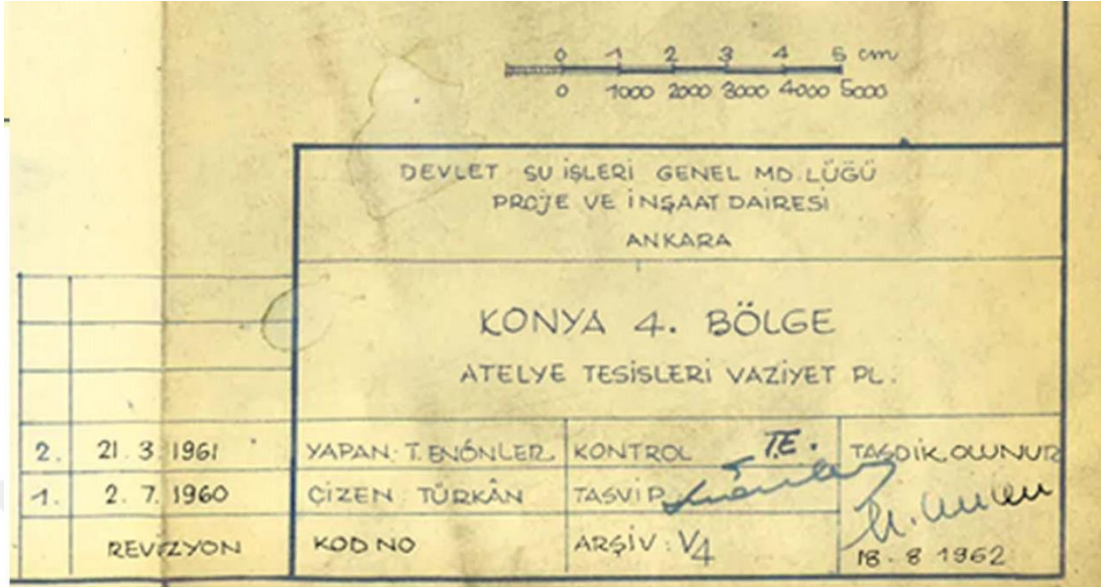 0 1 2 3 4 5 cm
0 1000 2000 3000 4000 5000
DEVLET SU İŞLERİ GENEL MD.LÜĞÜ
PROJE VE İNŞAAT DAİRESİ
ANKARA
KONYA 4. BÖLGE
ATELYE TESİSLERİ VAZİYET PL.
2. 21.3.1961 YAPAN: T. ENÖNLER KONTROL T.E. TASDİK OLUNUR
1. 2.7.1960 ÇİZEN: TÜRKÂN TASVİP
REVİZYON KOD NO ARŞİV: V4 18.8.1962